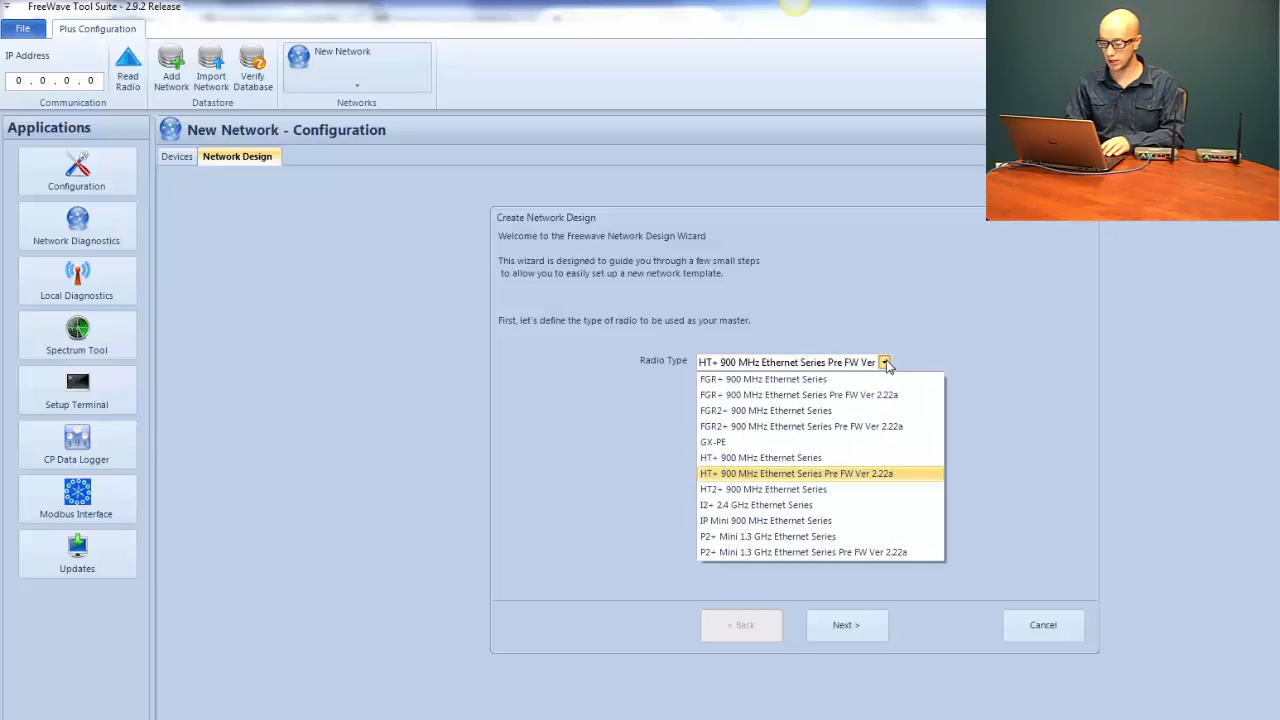 FreeWave Tool Suite - 2.9.2 Release
File
Plus Configuration
IP Address
0 . 0 . 0 . 0
Read
Radio
Communication
Add
Network
Import
Network
Verify
Database
Datastore
New Network
Networks
Applications
Configuration
Network Diagnostics
Local Diagnostics
Spectrum Tool
Setup Terminal
CP Data Logger
Modbus Interface
Updates
New Network - Configuration
Devices
Network Design
Create Network Design
Welcome to the Freewave Network Design Wizard
This wizard is designed to guide you through a few small steps
to allow you to easily set up a new network template.
First, let's define the type of radio to be used as your master.
Radio Type
HT+ 900 MHz Ethernet Series Pre FW Ver
FGR+ 900 MHz Ethernet Series
FGR+ 900 MHz Ethernet Series Pre FW Ver 2.22a
FGR2+ 900 MHz Ethernet Series
FGR2+ 900 MHz Ethernet Series Pre FW Ver 2.22a
GX-PE
HT+ 900 MHz Ethernet Series
HT+ 900 MHz Ethernet Series Pre FW Ver 2.22a
HT2+ 900 MHz Ethernet Series
I2+ 2.4 GHz Ethernet Series
IP Mini 900 MHz Ethernet Series
P2+ Mini 1.3 GHz Ethernet Series
P2+ Mini 1.3 GHz Ethernet Series Pre FW Ver 2.22a
< Back
Next >
Cancel